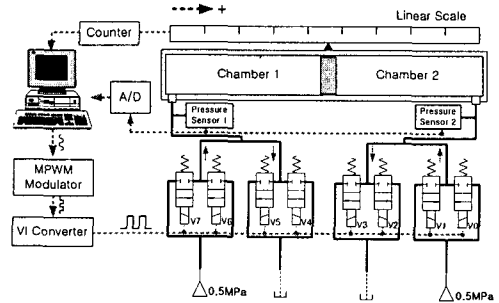 +
Linear Scale
Counter
Chamber 1
Chamber 2
A/D
Pressure
Sensor 1
Pressure
Sensor 2
MPWM
Modulator
VI Converter
V7
V6
V5
V4
V3
V2
V1
V0
0.5MPa
0.5MPa